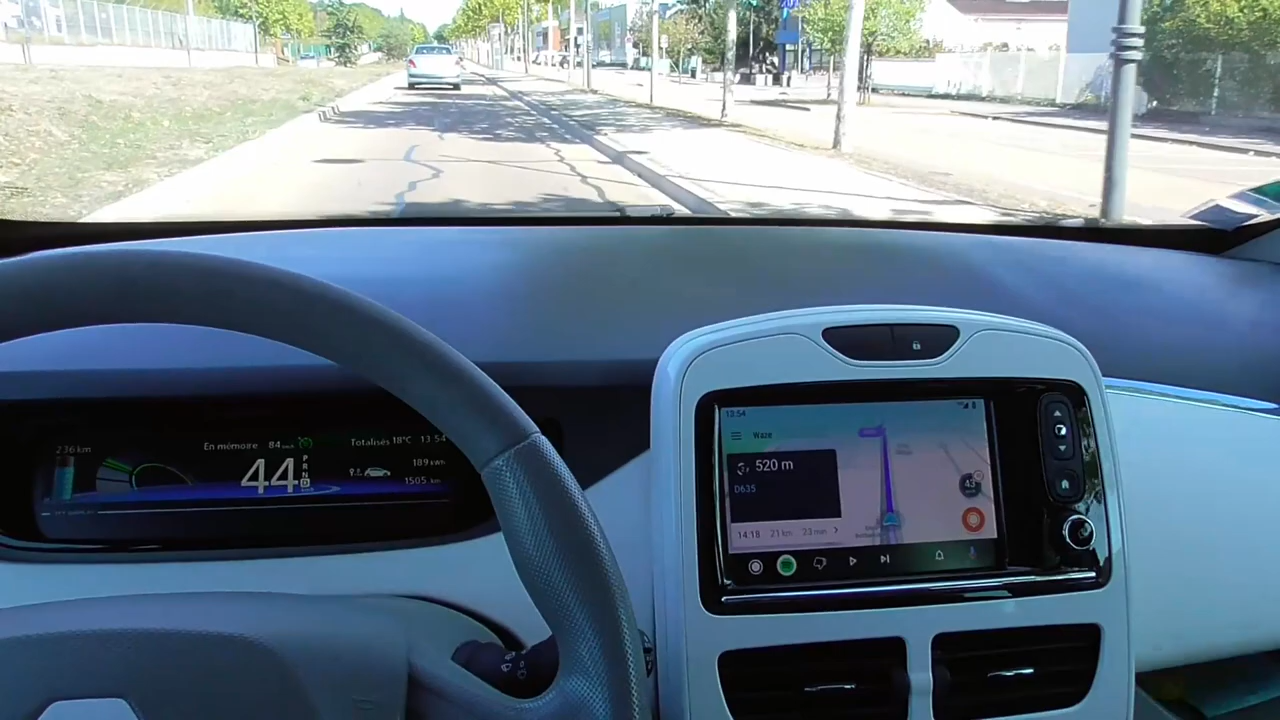 236 km
En mémoire 84 km/h
Totalisés 18°C 13 54
44
P
R
N
D
km/h
189 kWh
1505 km
13:54
Waze
520 m
D635
43
14:18 21 km 23 min